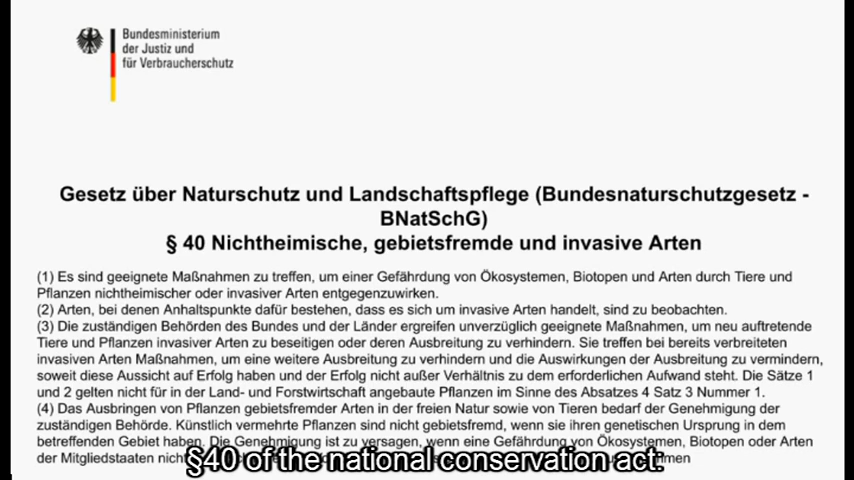 Bundesministerium
der Justiz und
für Verbraucherschutz
Gesetz über Naturschutz und Landschaftspflege (Bundesnaturschutzgesetz -
BNatSchG)
§ 40 Nichtheimische, gebietsfremde und invasive Arten
(1) Es sind geeignete Maßnahmen zu treffen, um einer Gefährdung von Ökosystemen, Biotopen und Arten durch Tiere und
Pflanzen nichtheimischer oder invasiver Arten entgegenzuwirken.
(2) Arten, bei denen Anhaltspunkte dafür bestehen, dass es sich um invasive Arten handelt, sind zu beobachten.
(3) Die zuständigen Behörden des Bundes und der Länder ergreifen unverzüglich geeignete Maßnahmen, um neu auftretende
Tiere und Pflanzen invasiver Arten zu beseitigen oder deren Ausbreitung zu verhindern. Sie treffen bei bereits verbreiteten
invasiven Arten Maßnahmen, um eine weitere Ausbreitung zu verhindern und die Auswirkungen der Ausbreitung zu vermindern,
soweit diese Aussicht auf Erfolg haben und der Erfolg nicht außer Verhältnis zu dem erforderlichen Aufwand steht. Die Sätze 1
und 2 gelten nicht für in der Land- und Forstwirtschaft angebaute Pflanzen im Sinne des Absatzes 4 Satz 3 Nummer 1.
(4) Das Ausbringen von Pflanzen gebietsfremder Arten in der freien Natur sowie von Tieren bedarf der Genehmigung der
zuständigen Behörde. Künstlich vermehrte Pflanzen sind nicht gebietsfremd, wenn sie ihren genetischen Ursprung in dem
betreffenden Gebiet haben. Die Genehmigung ist zu versagen, wenn eine Gefährdung von Ökosystemen, Biotopen oder Arten
der Mitgliedstaaten
§40 of the national conservation act: